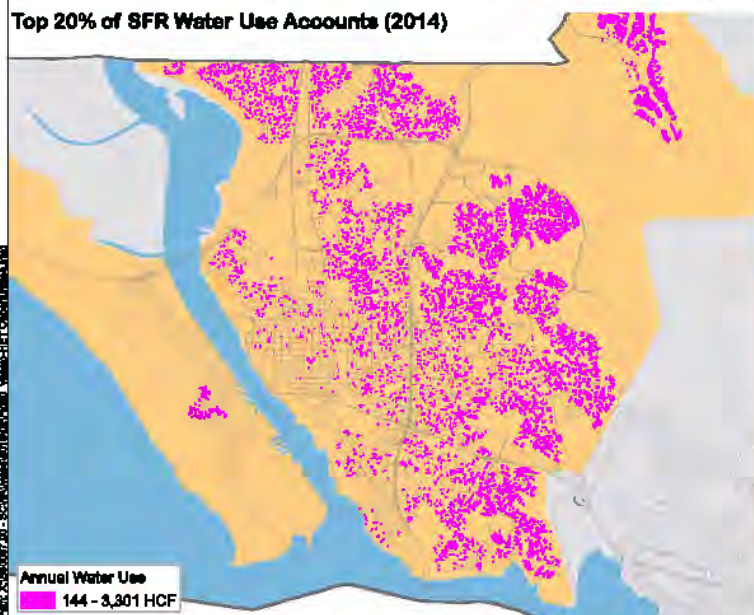 Top 20% of SFR Water Use Accounts (2014)
Annual Water Use
144 - 3,301 HCF